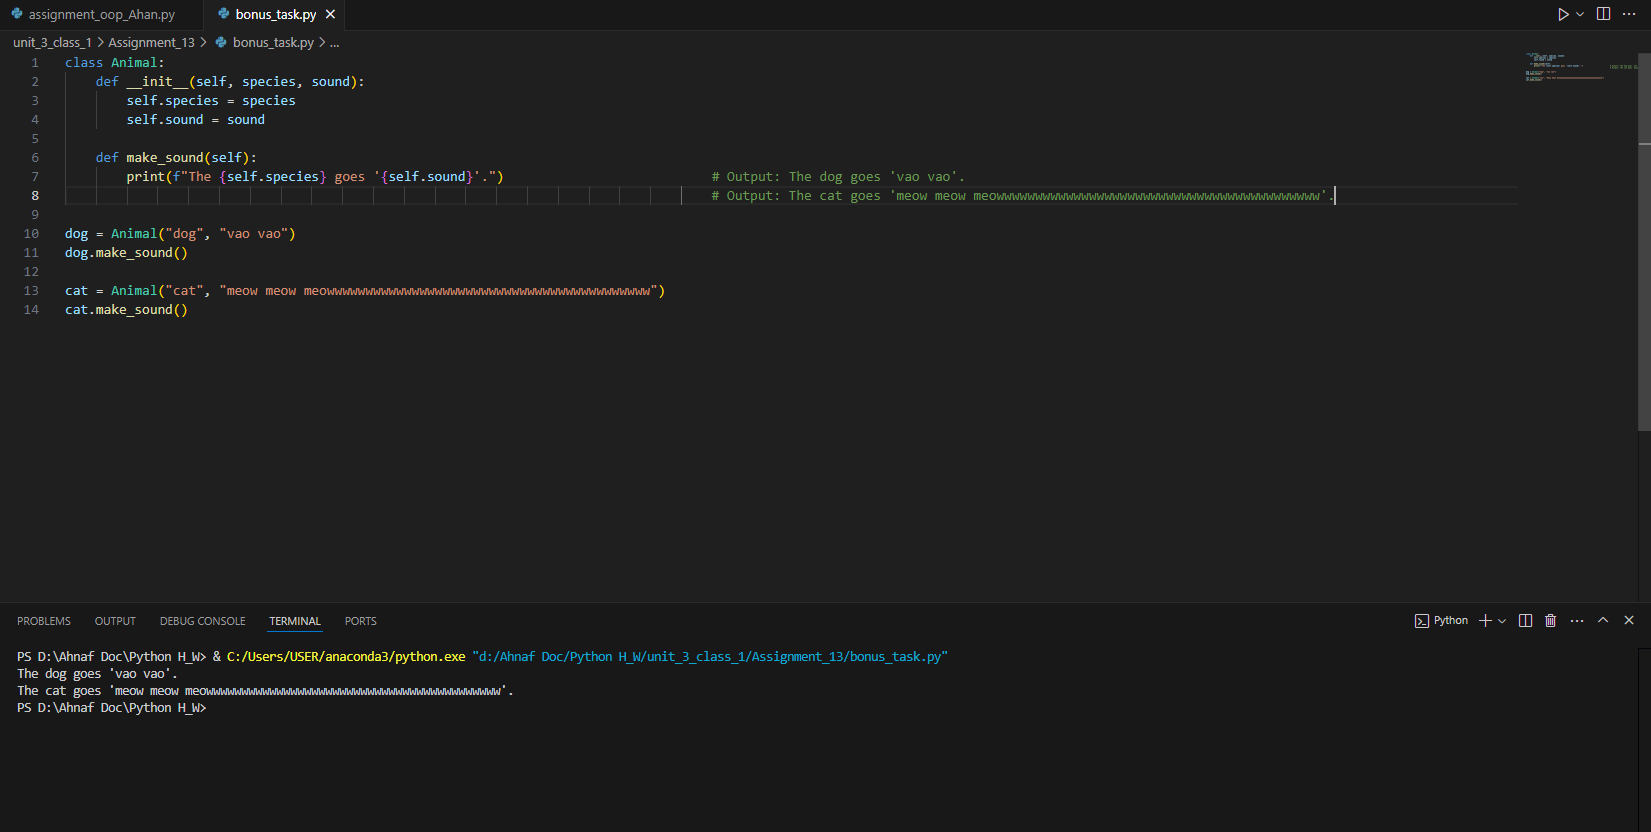 assignment_oop_Ahan.py
bonus_task.py
unit_3_class_1 > Assignment_13 > bonus_task.py > ...
1 class Animal:
2     def __init__(self, species, sound):
3         self.species = species
4         self.sound = sound
5
6     def make_sound(self):
7         print(f"The {self.species} goes '{self.sound}'.")                           # Output: The dog goes 'vao vao'.
8                                                                                     # Output: The cat goes 'meow meow meowwwwwwwwwwwwwwwwwwwwwwwwwwwwwwwwwwwwwwwwww'.
9
10 dog = Animal("dog", "vao vao")
11 dog.make_sound()
12
13 cat = Animal("cat", "meow meow meowwwwwwwwwwwwwwwwwwwwwwwwwwwwwwwwwwwwwwwwww")
14 cat.make_sound()
PROBLEMS OUTPUT DEBUG CONSOLE TERMINAL PORTS
Python
PS D:\Ahnaf Doc\Python H_W> & C:/Users/USER/anaconda3/python.exe "d:/Ahnaf Doc/Python H_W/unit_3_class_1/Assignment_13/bonus_task.py"
The dog goes 'vao vao'.
The cat goes 'meow meow meowwwwwwwwwwwwwwwwwwwwwwwwwwwwwwwwwwwwwwwwww'.
PS D:\Ahnaf Doc\Python H_W>